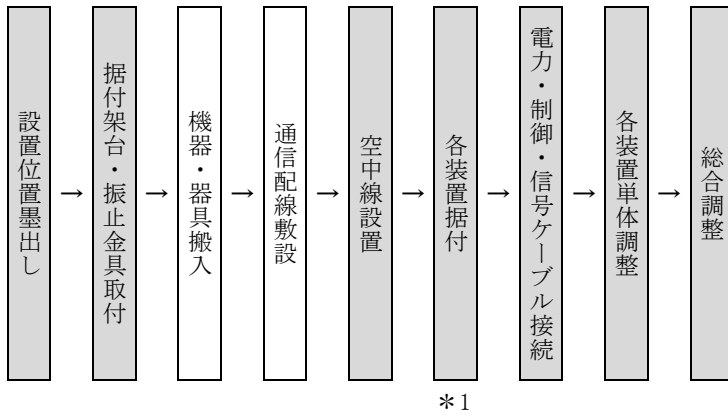 設置位置墨出し
→
据付架台・振止金具取付
→
機器・器具搬入
→
通信配線敷設
→
空中線設置
→
各装置据付
→
電力・制御・信号ケーブル接続
→
各装置単体調整
→
総合調整
＊1